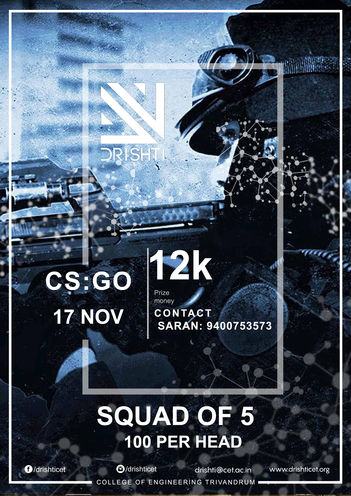 DRISHTI
CS:GO
17 NOV
12k
Prize
money
CONTACT
SARAN: 9400753573
SQUAD OF 5
100 PER HEAD
/drishticet
/drishticet
drishti@cet.ac.in
www.drishticet.org
COLLEGE OF ENGINEERING TRIVANDRUM